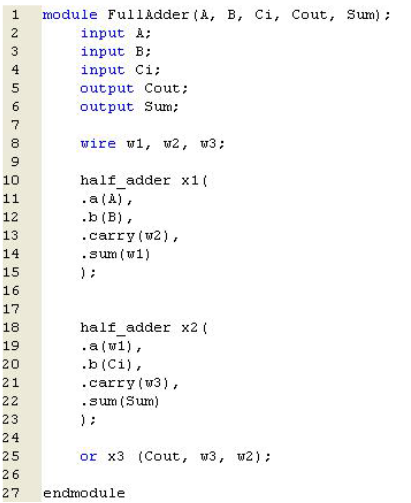 1 module FullAdder(A, B, Ci, Cout, Sum);
2 input A;
3 input B;
4 input Ci;
5 output Cout;
6 output Sum;
7
8 wire w1, w2, w3;
9
10 half_adder x1(
11 .a(A),
12 .b(B),
13 .carry(w2),
14 .sum(w1)
15 );
16
17
18 half_adder x2(
19 .a(w1),
20 .b(Ci),
21 .carry(w3),
22 .sum(Sum)
23 );
24
25 or x3 (Cout, w3, w2);
26
27 endmodule